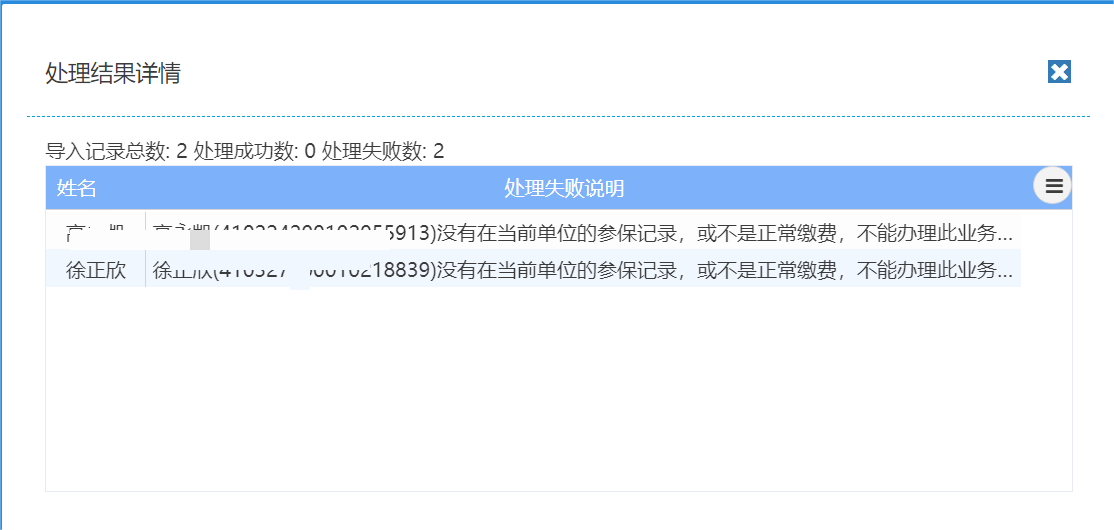 处理结果详情
导入记录总数: 2 处理成功数: 0 处理失败数: 2
姓名 处理失败说明
5913)没有在当前单位的参保记录，或不是正常缴费，不能办理此业务...
徐正欣 徐正欣(没有在当前单位的参保记录，或不是正常缴费，不能办理此业务...